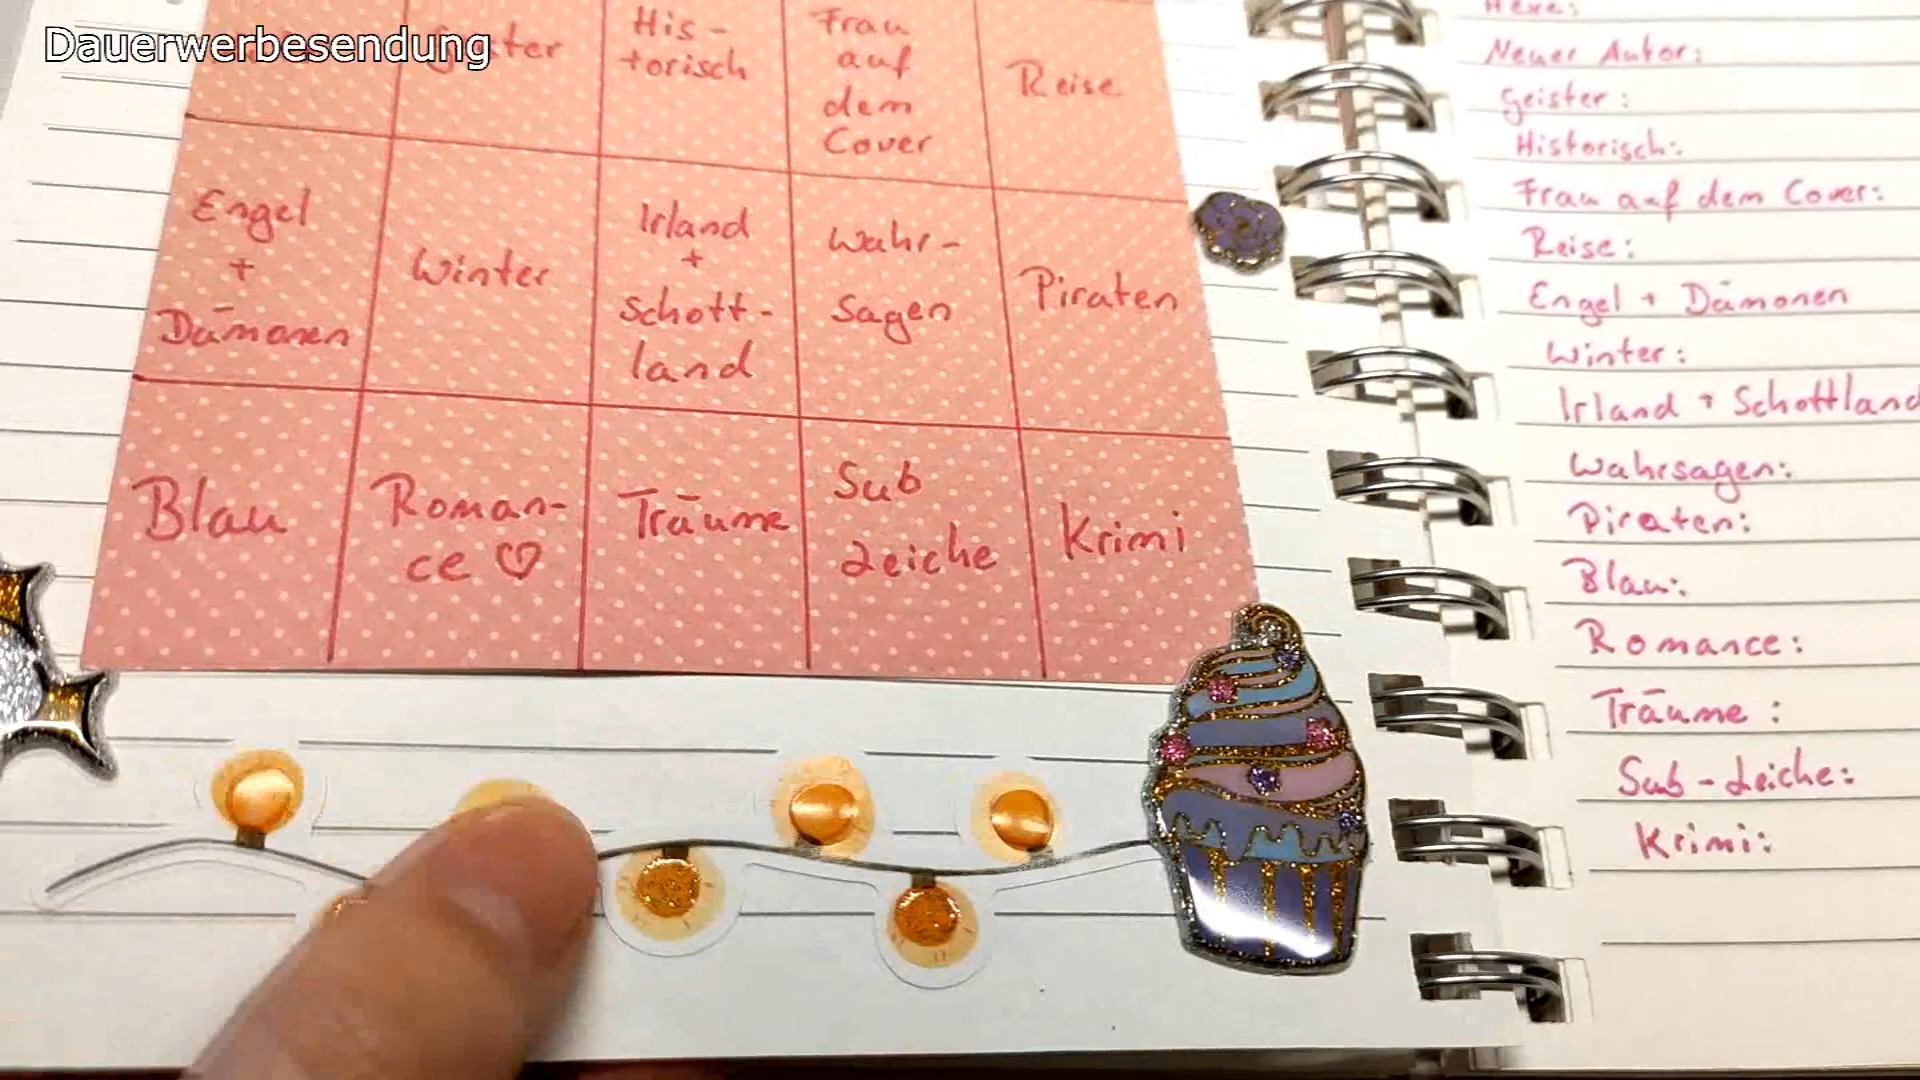 Dauerwerbesendung
His-
torisch
Frau
auf
dem
Cover
Reise
Engel
+
Dämonen
Winter
Irland
+
Schott-
land
Wahr-
sagen
Piraten
Blau
Roman-
ce ♡
Träume
Sub
Leiche
Krimi
Hexe:
Neuer Autor:
Geister:
Historisch:
Frau auf dem Cover:
Reise:
Engel + Dämonen
Winter:
Irland + Schottland
Wahrsagen:
Piraten:
Blau:
Romance:
Träume:
Sub-Leiche:
Krimi: